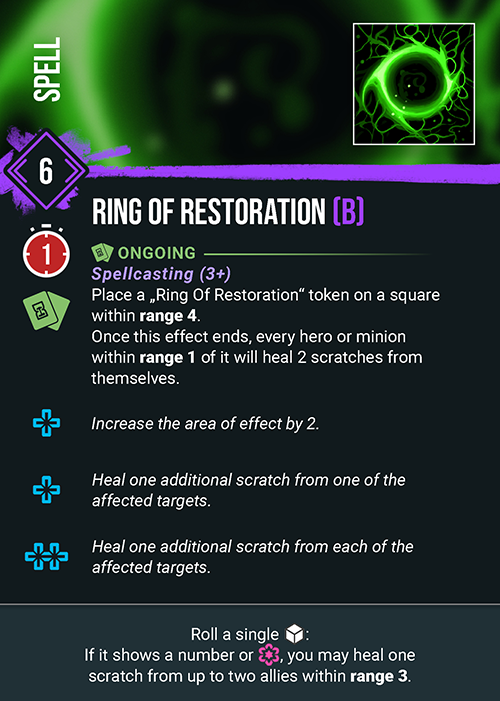 SPELL
6
RING OF RESTORATION (B)
1
ONGOING
Spellcasting (3+)
Place a „Ring Of Restoration“ token on a square
within range 4.
Once this effect ends, every hero or minion
within range 1 of it will heal 2 scratches from
themselves.
Increase the area of effect by 2.
Heal one additional scratch from one of the
affected targets.
Heal one additional scratch from each of the
affected targets.
Roll a single :
If it shows a number or , you may heal one
scratch from up to two allies within range 3.